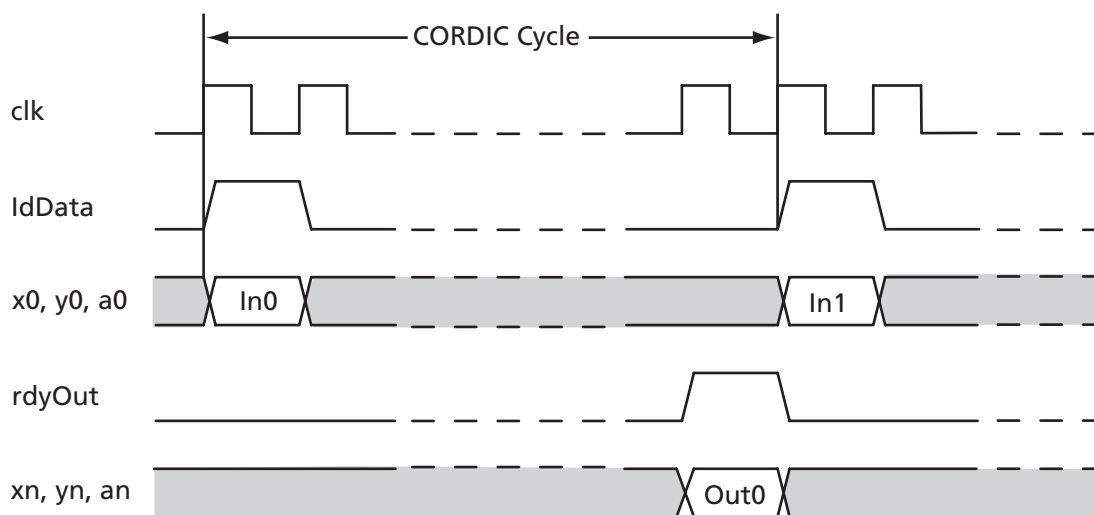 CORDIC Cycle
clk
ldData
x0, y0, a0
In0
In1
rdyOut
xn, yn, an
Out0